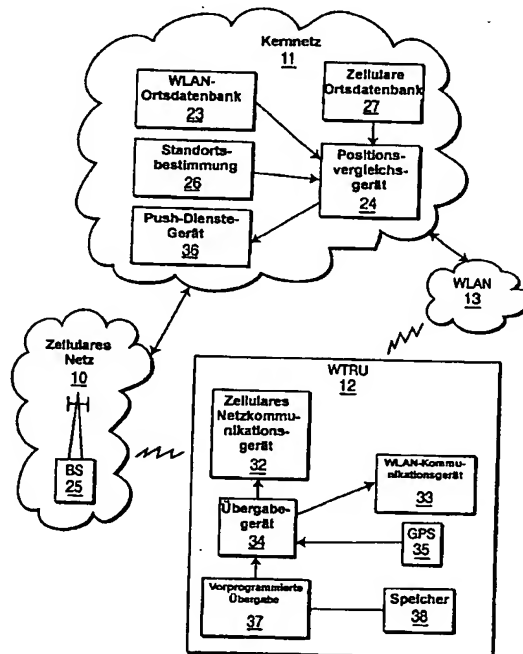 Kernnetz
11
WLAN-
Ortsdatenbank
23
Zellulare
Ortsdatenbank
27
Standorts-
bestimmung
26
Positions-
vergleichs-
gerät
24
Push-Dienste-
Gerät
36
WLAN
13
Zellulares
Netz
10
BS
25
WTRU
12
Zellulares
Netzkommu-
nikations-
gerät
32
WLAN-Kommu-
nikationsgerät
33
Übergabe-
gerät
34
GPS
35
Vorprogrammierte
Übergabe
37
Speicher
38